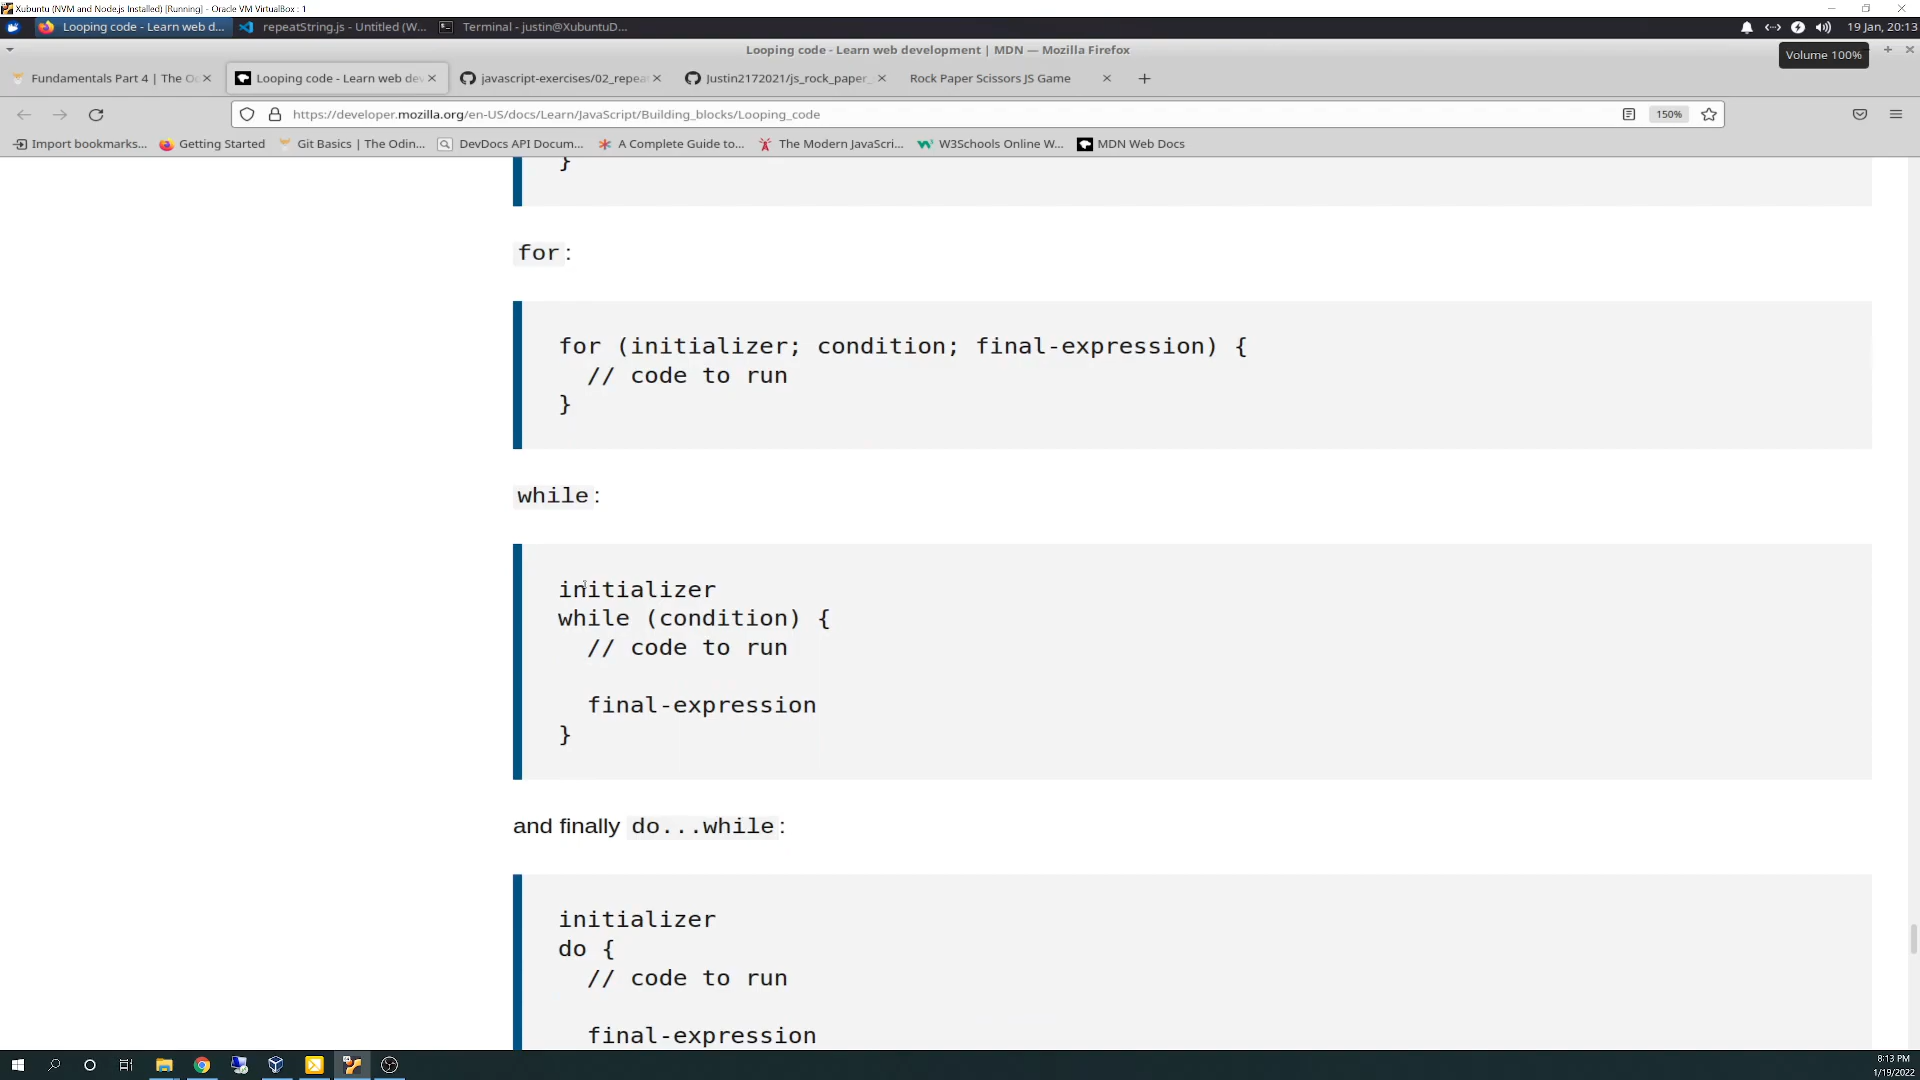 Xubuntu (NVM and Node.js Installed) [Running] - Oracle VM VirtualBox : 1
Looping code - Learn web d...
repeatString.js - Untitled (W...
Terminal - justin@XubuntuD...
19 Jan, 20:13
Looping code - Learn web development | MDN — Mozilla Firefox
Volume 100%
Fundamentals Part 4 | The O
Looping code - Learn web dev
javascript-exercises/02_repea
Justin2172021/js_rock_paper_
Rock Paper Scissors JS Game
https://developer.mozilla.org/en-US/docs/Learn/JavaScript/Building_blocks/Looping_code
150%
Import bookmarks...
Getting Started
Git Basics | The Odin...
DevDocs API Docum...
A Complete Guide to...
The Modern JavaScri...
W3Schools Online W...
MDN Web Docs
}
for:
for (initializer; condition; final-expression) {
// code to run
}
while:
initializer
while (condition) {
// code to run
final-expression
}
and finally do...while:
initializer
do {
// code to run
final-expression
8:13 PM
1/19/2022